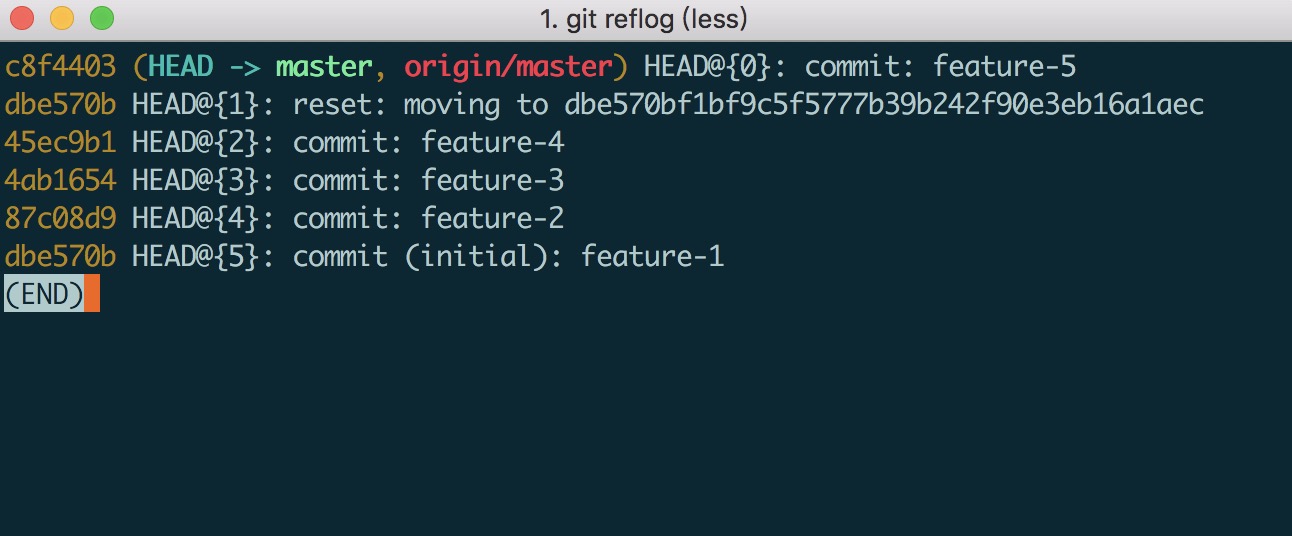 1. git reflog (less)
c8f4403 (HEAD -> master, origin/master) HEAD@{0}: commit: feature-5
dbe570b HEAD@{1}: reset: moving to dbe570bf1bf9c5f5777b39b242f90e3eb16a1aec
45ec9b1 HEAD@{2}: commit: feature-4
4ab1654 HEAD@{3}: commit: feature-3
87c08d9 HEAD@{4}: commit: feature-2
dbe570b HEAD@{5}: commit (initial): feature-1
(END)